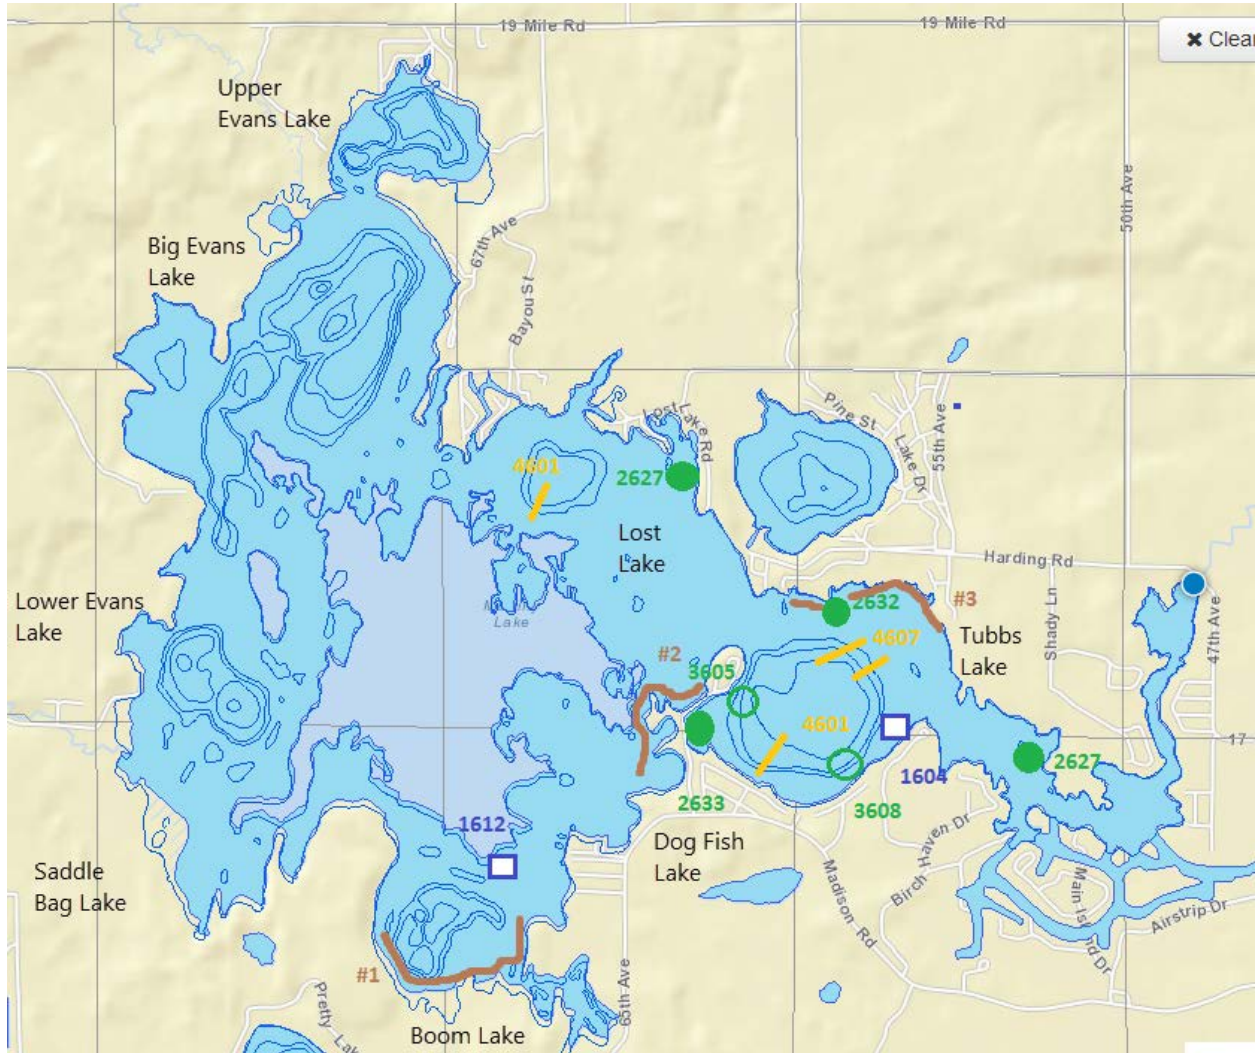 19 Mile Rd
19 Mile Rd
✖ Clear
Upper
Evans Lake
50th Ave
67th Ave
Big Evans
Lake
Bayou St
Lost Lake Rd
Pine St
Lake Dr
55th Ave
4601
2627
Lost
Lake
Harding Rd
Lower Evans
Lake
Lake
2632
#3
Shady Ln
47th Ave
#2
4607
Tubbs
Lake
3605
4601
17
2627
1604
2633
3608
1612
Dog Fish
Lake
Birch Haven Dr
Saddle
Bag Lake
Madison Rd
Main Island Dr
Airstrip Dr
#1
65th Ave
Pretty
Boom Lake